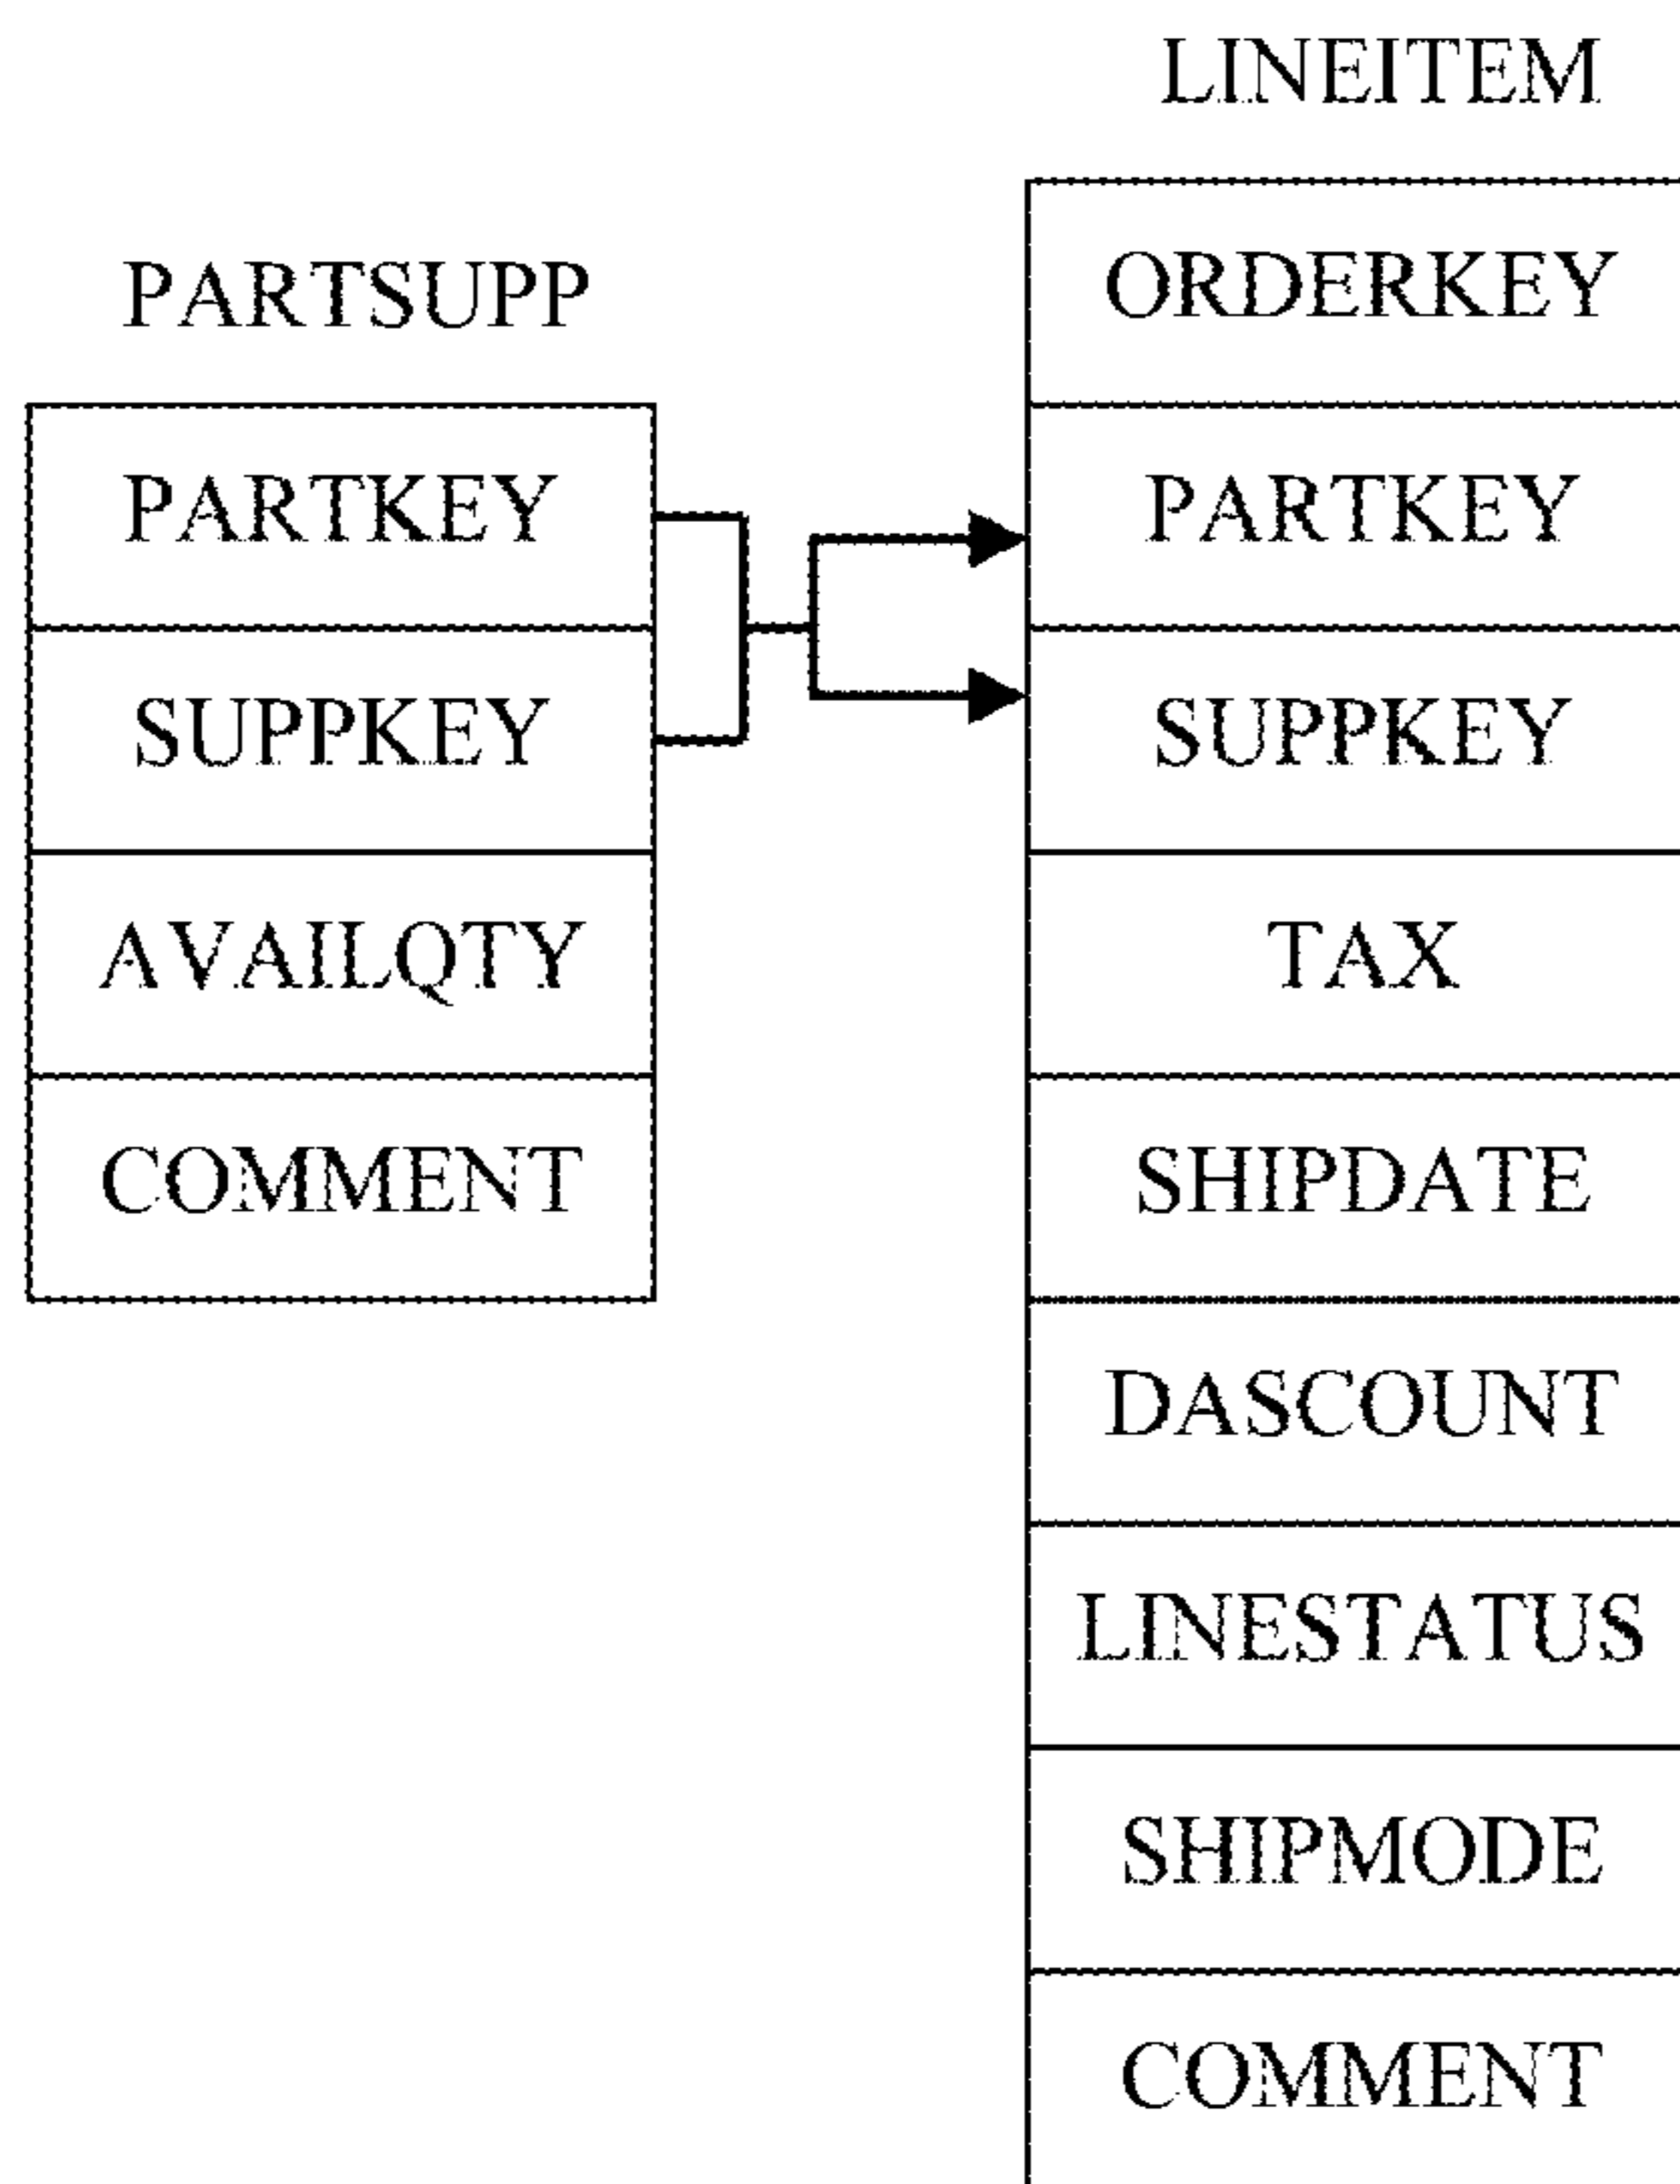 PARTSUPP
PARTKEY
SUPPKEY
AVAILQTY
COMMENT
LINEITEM
ORDERKEY
PARTKEY
SUPPKEY
TAX
SHIPDATE
DASCOUNT
LINESTATUS
SHIPMODE
COMMENT